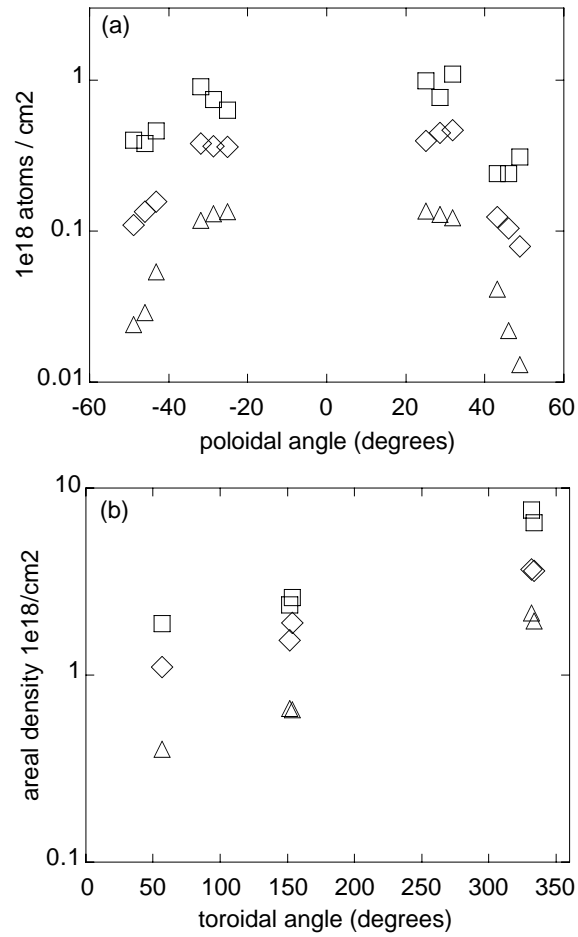 (a)
1
0.1
0.01
1e18 atoms / cm2
-60 -40 -20 0 20 40 60
poloidal angle (degrees)
(b)
10
1
0.1
areal density 1e18/cm2
0 50 100 150 200 250 300 350
toroidal angle (degrees)